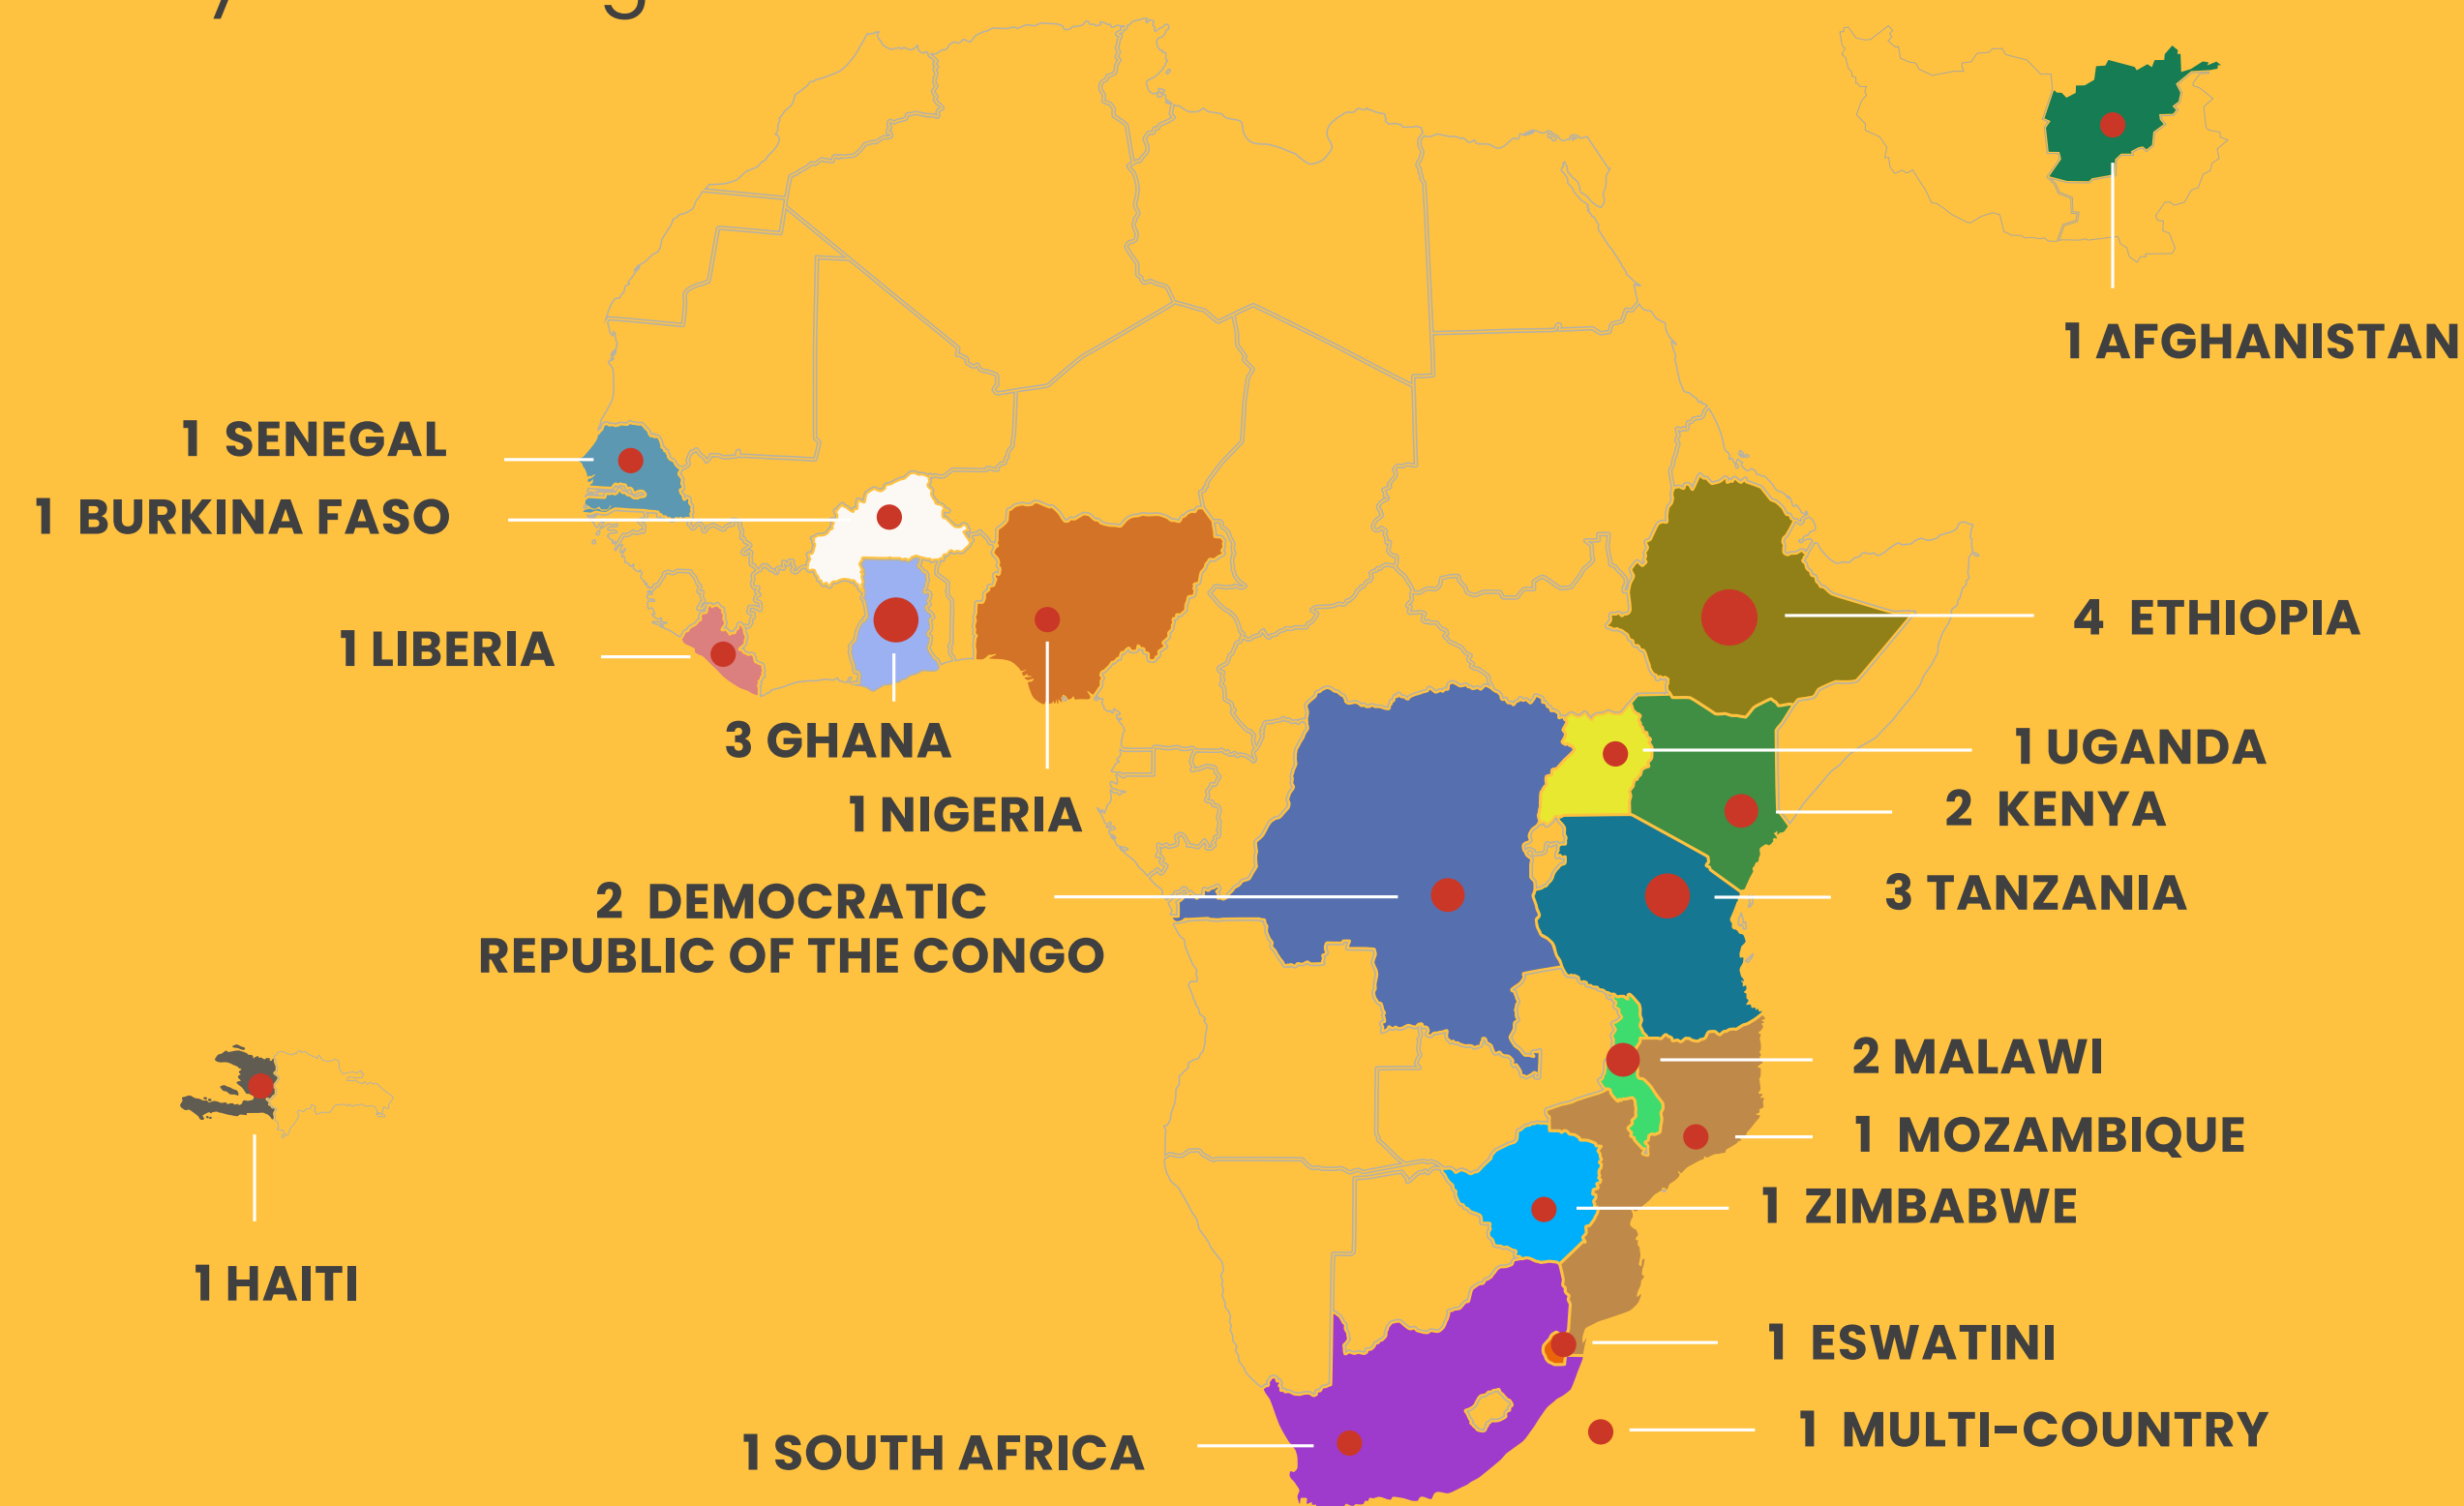 1 AFGHANISTAN
1 SENEGAL
1 BURKINA FASO
1 LIBERIA
4 ETHIOPIA
3 GHANA
1 UGANDA
1 NIGERIA
2 KENYA
2 DEMOCRATIC
REPUBLIC OF THE CONGO
3 TANZANIA
2 MALAWI
1 MOZAMBIQUE
1 ZIMBABWE
1 HAITI
1 ESWATINI
1 MULTI-COUNTRY
1 SOUTH AFRICA